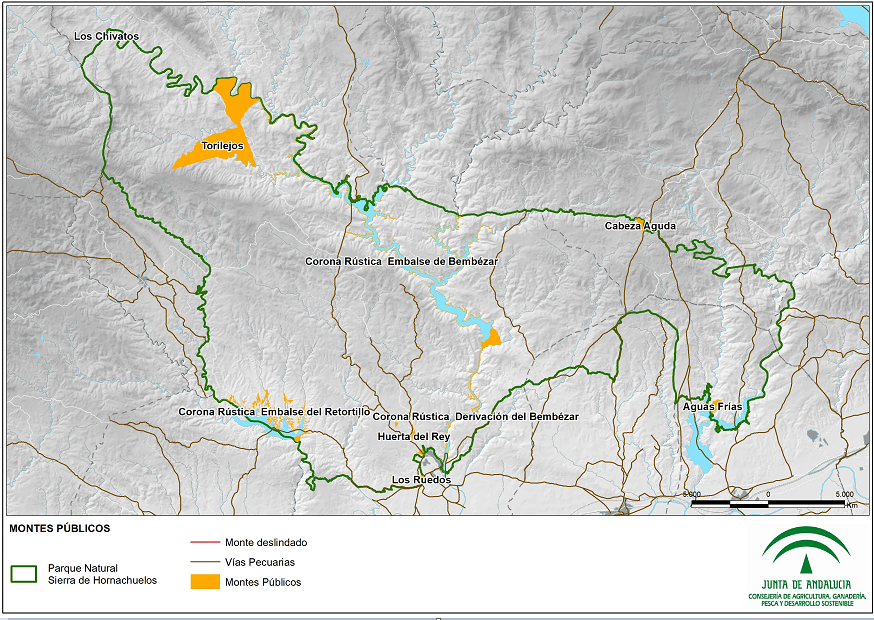 Los Chivatos
Torilejos
Cabeza Aguda
Corona Rústica Embalse de Bembézar
Corona Rústica Embalse del Retortillo
Corona Rústica Derivación del Bembézar
Aguas Frías
Huerta del Rey
Los Ruedos
5.000 0 5.000
Km
MONTES PÚBLICOS
Parque Natural
Sierra de Hornachuelos
Monte deslindado
Vías Pecuarias
Montes Públicos
JUNTA DE ANDALUCIA
CONSEJERÍA DE AGRICULTURA, GANADERÍA,
PESCA Y DESARROLLO SOSTENIBLE